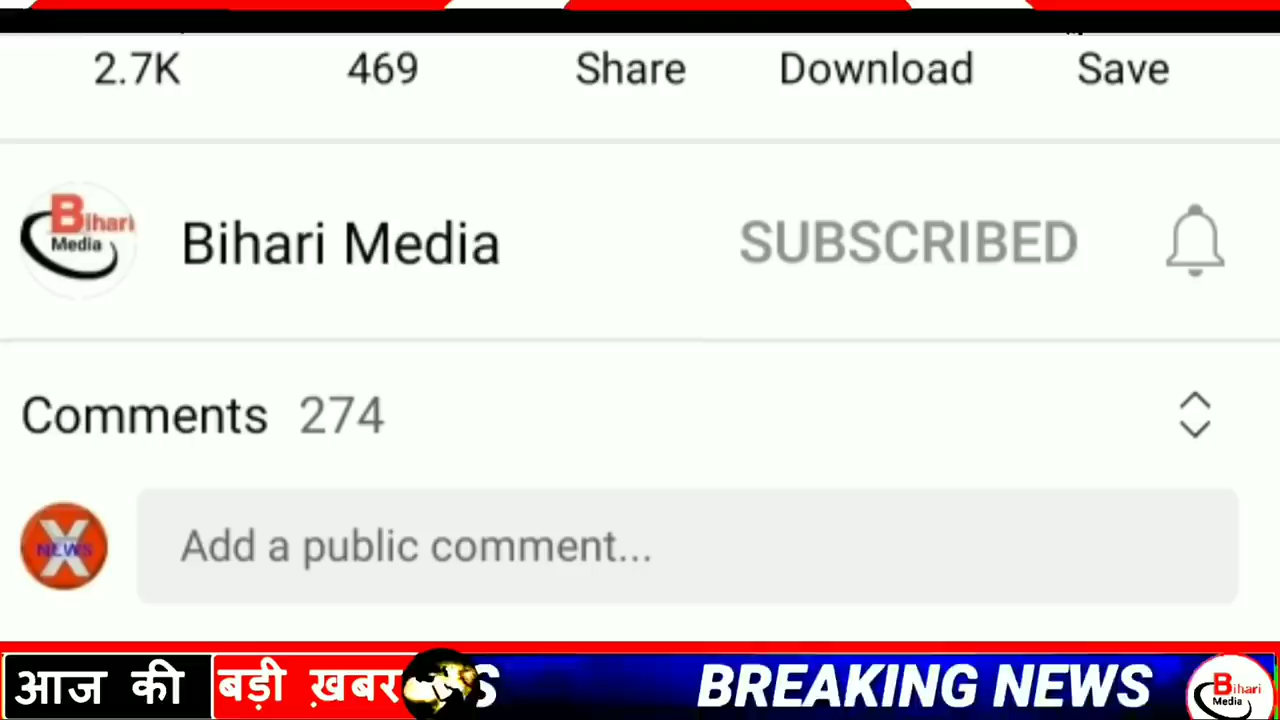 2.7K 469 Share Download Save
Bihari Media
Bihari Media SUBSCRIBED
Comments 274
X NEWS
Add a public comment...
आज की बड़ी ख़बर S BREAKING NEWS
Bihari Media